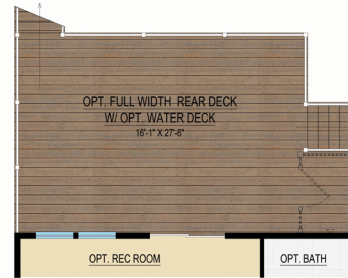 OPT. FULL WIDTH REAR DECK
W/ OPT. WATER DECK
16'-1" X 27'-6"
OPT. REC ROOM
OPT. BATH